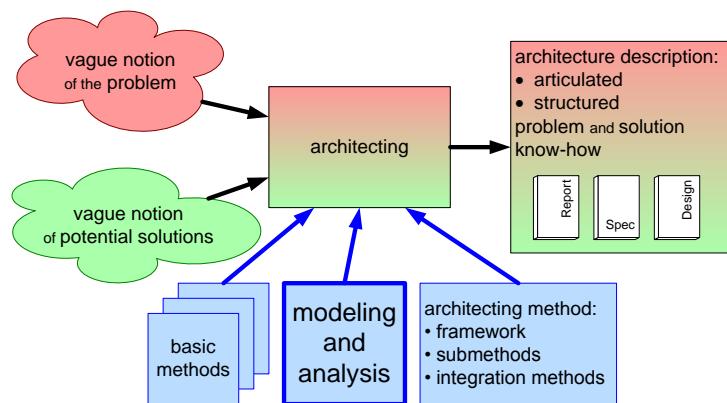 vague notion
of the problem
architecting
vague notion
of potential solutions
architecture description:
• articulated
• structured
problem and solution
know-how
Report
Spec
Design
basic
methods
modeling
and
analysis
architecting method:
• framework
• submethods
• integration methods